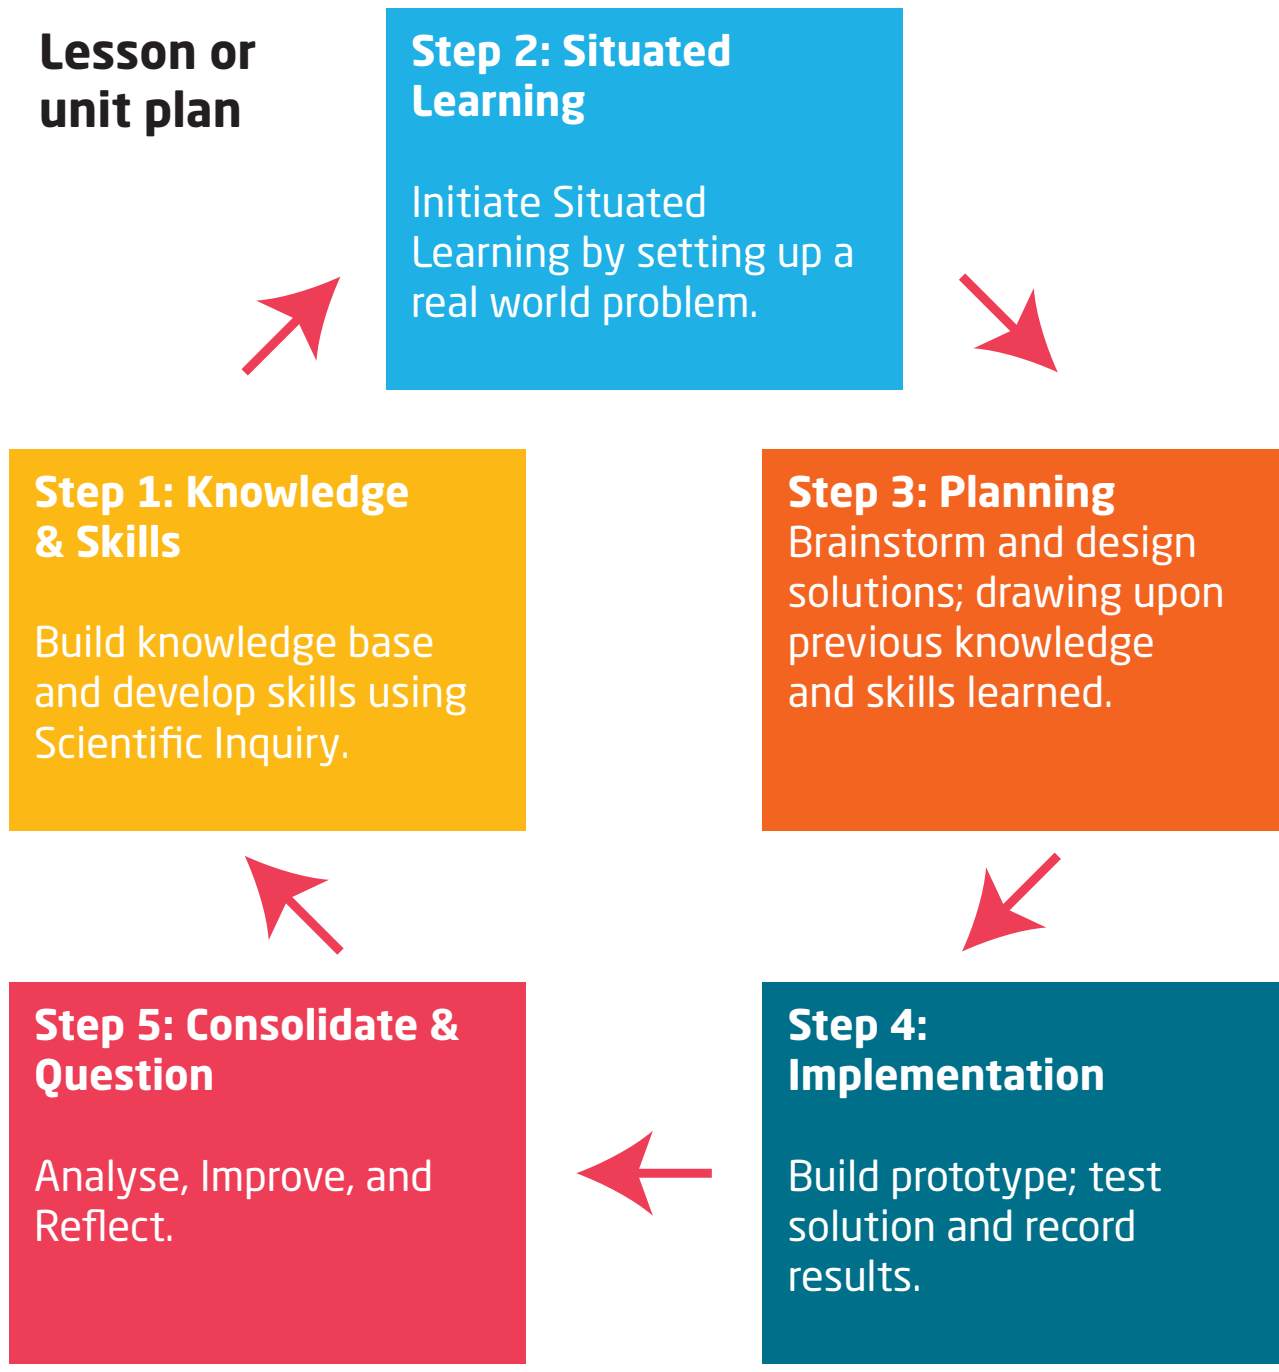 Lesson or
unit plan
Step 2: Situated
Learning
Initiate Situated
Learning by setting up a
real world problem.
Step 1: Knowledge
& Skills
Build knowledge base
and develop skills using
Scientific Inquiry.
Step 3: Planning
Brainstorm and design
solutions; drawing upon
previous knowledge
and skills learned.
Step 5: Consolidate &
Question
Analyse, Improve, and
Reflect.
Step 4:
Implementation
Build prototype; test
solution and record
results.